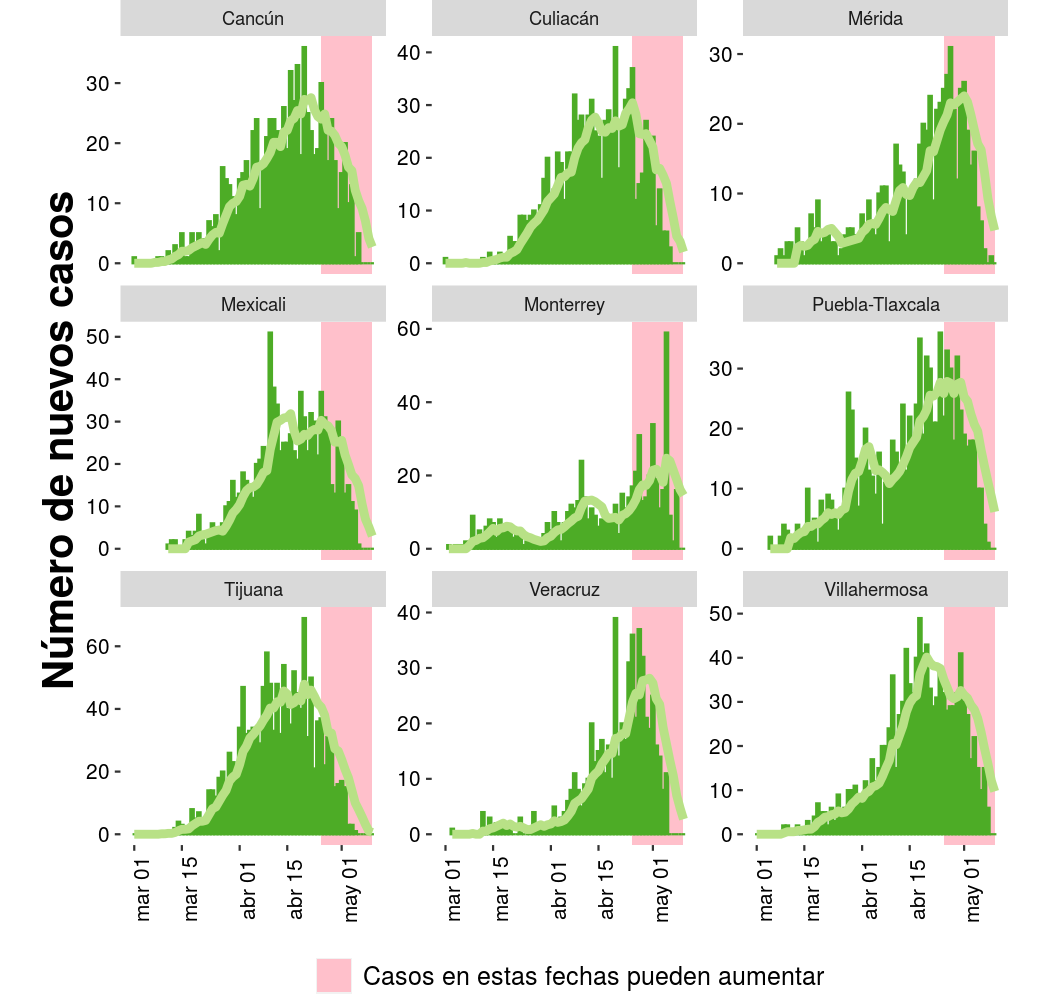 Número de nuevos casos
Cancún
Culiacán
Mérida
30
20
10
0
40
30
20
10
0
30
20
10
0
Mexicali
Monterrey
Puebla-Tlaxcala
50
40
30
20
10
0
60
40
20
0
30
20
10
0
Tijuana
Veracruz
Villahermosa
60
40
20
0
40
30
20
10
0
50
40
30
20
10
0
mar 01
mar 15
abr 01
abr 15
may 01
mar 01
mar 15
abr 01
abr 15
may 01
mar 01
mar 15
abr 01
abr 15
may 01
Casos en estas fechas pueden aumentar